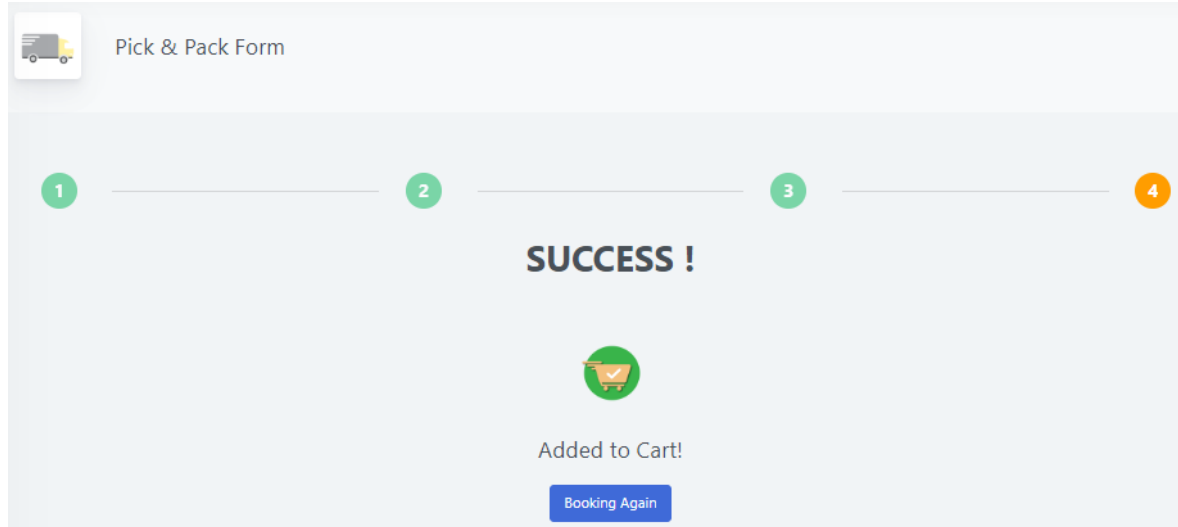 Pick & Pack Form
1 2 3 4
SUCCESS !
Added to Cart!
Booking Again